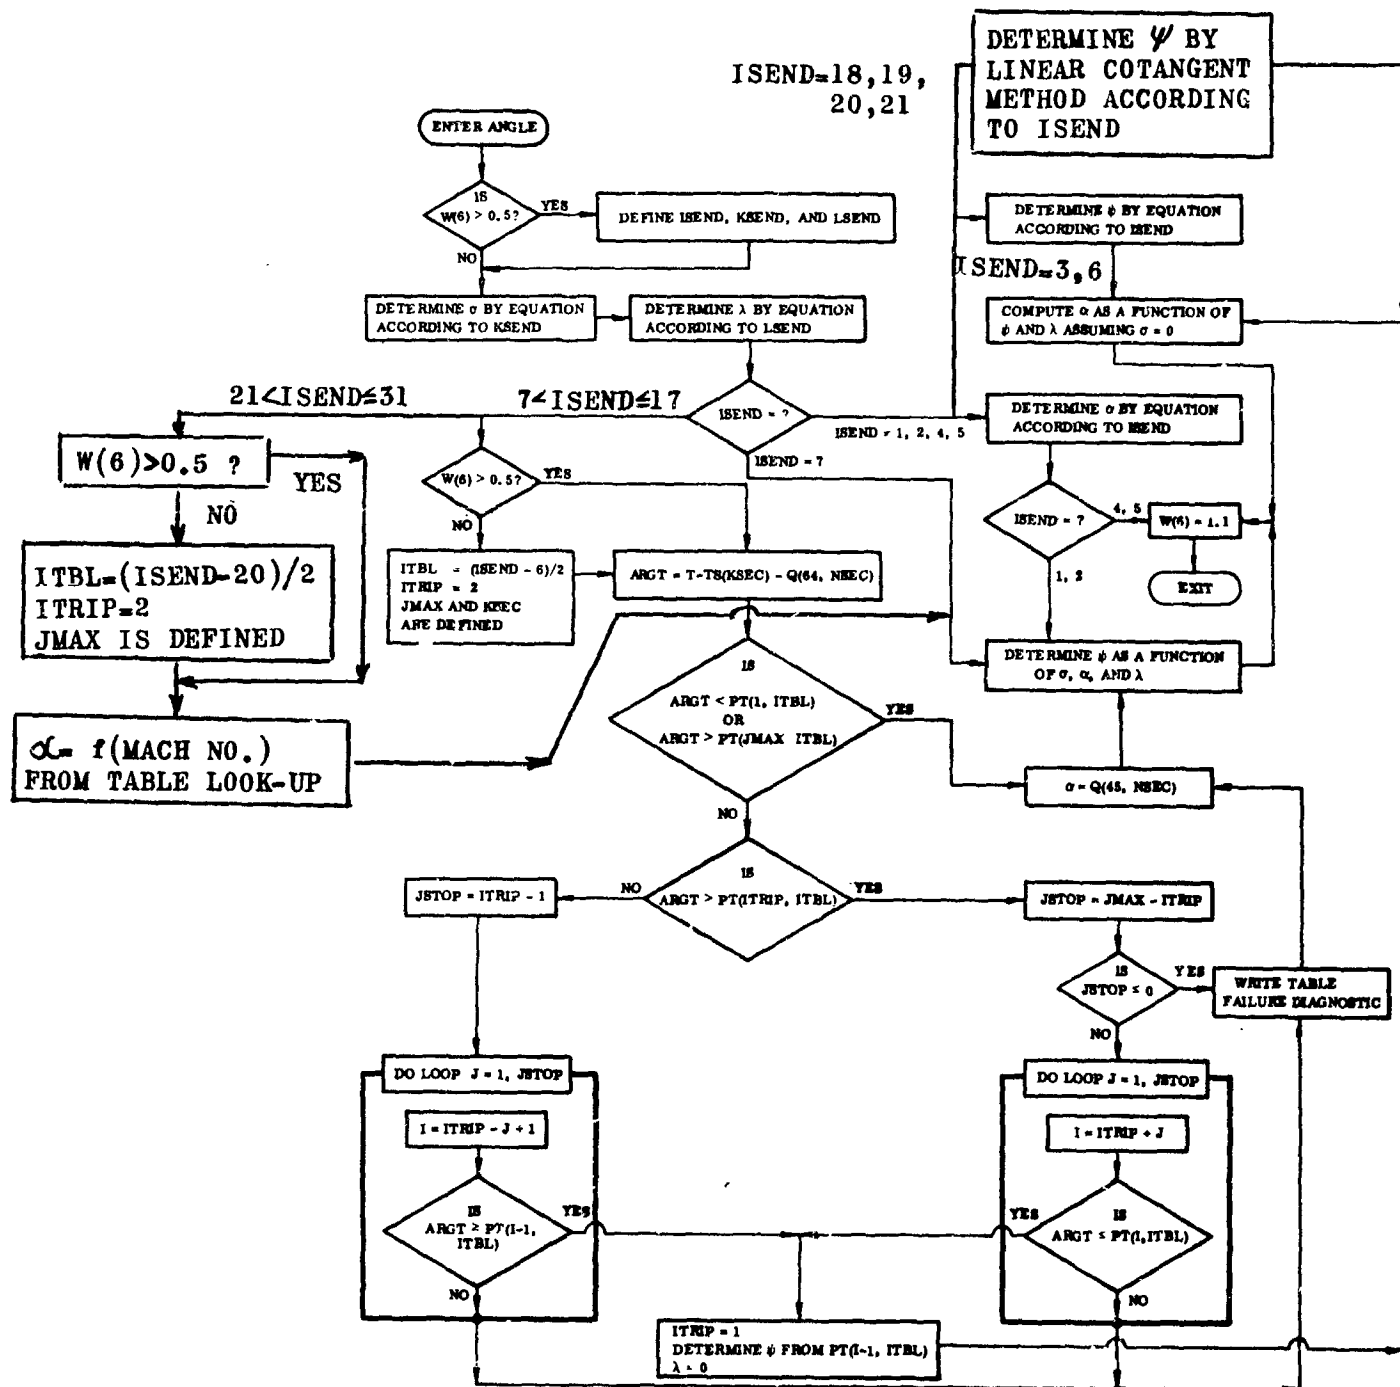 ISEND=18,19,
20,21
DETERMINE ψ BY
LINEAR COTANGENT
METHOD ACCORDING
TO ISEND
ENTER ANGLE
IS
W(6) > 0.5?
YES
NO
DEFINE ISEND, KSEND, AND LSEND
DETERMINE ψ BY EQUATION
ACCORDING TO ISEND
ISEND=3,6
DETERMINE σ BY EQUATION
ACCORDING TO KSEND
DETERMINE λ BY EQUATION
ACCORDING TO LSEND
COMPUTE α AS A FUNCTION OF
ψ AND λ ASSUMING σ = 0
21<ISEND≤31
7<ISEND≤17
ISEND = ?
ISEND = 1, 2, 4, 5
ISEND = 7
DETERMINE α BY EQUATION
ACCORDING TO ISEND
W(6)>0.5 ?
YES
NO
W(6) > 0.5?
YES
NO
ISEND = ?
4, 5
1, 2
W(6) = 1.1
EXIT
ITBL=(ISEND-20)/2
ITRIP=2
JMAX IS DEFINED
ITBL = (ISEND - 6)/2
ITRIP = 2
JMAX AND KSEC
ARE DEFINED
ARGT = T-TS(KSEC) - Q(64, NSEC)
DETERMINE ψ AS A FUNCTION
OF σ, α, AND λ
α= f(MACH NO.)
FROM TABLE LOOK-UP
IS
ARGT < PT(1, ITBL)
OR
ARGT > PT(JMAX ITBL)
YES
NO
α = Q(45, NSEC)
IS
ARGT > PT(ITRIP, ITBL)
NO
YES
JSTOP = ITRIP - 1
JSTOP = JMAX - ITRIP
IS
JSTOP ≤ 0
YES
NO
WRITE TABLE
FAILURE DIAGNOSTIC
DO LOOP J = 1, JSTOP
I = ITRIP - J + 1
IS
ARGT ≥ PT(I-1,
ITBL)
YES
NO
DO LOOP J = 1, JSTOP
I = ITRIP + J
IS
ARGT ≤ PT(I,ITBL)
YES
NO
ITRIP = 1
DETERMINE ψ FROM PT(I-1, ITBL)
λ = 0